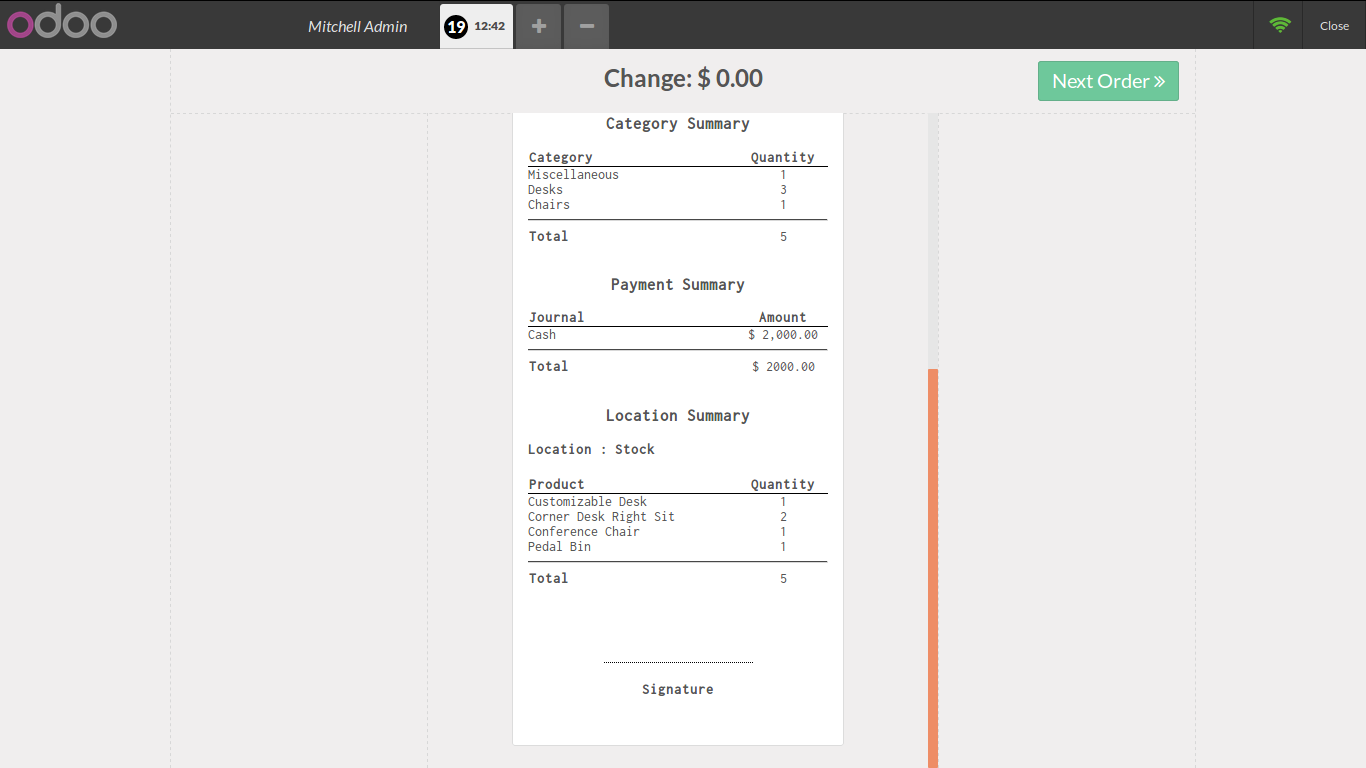 odoo
Mitchell Admin
19 12:42
+
−
Close
Change: $ 0.00
Next Order »
Category Summary
Category Quantity
Miscellaneous 1
Desks 3
Chairs 1
Total 5
Payment Summary
Journal Amount
Cash $ 2,000.00
Total $ 2000.00
Location Summary
Location : Stock
Product Quantity
Customizable Desk 1
Corner Desk Right Sit 2
Conference Chair 1
Pedal Bin 1
Total 5
Signature